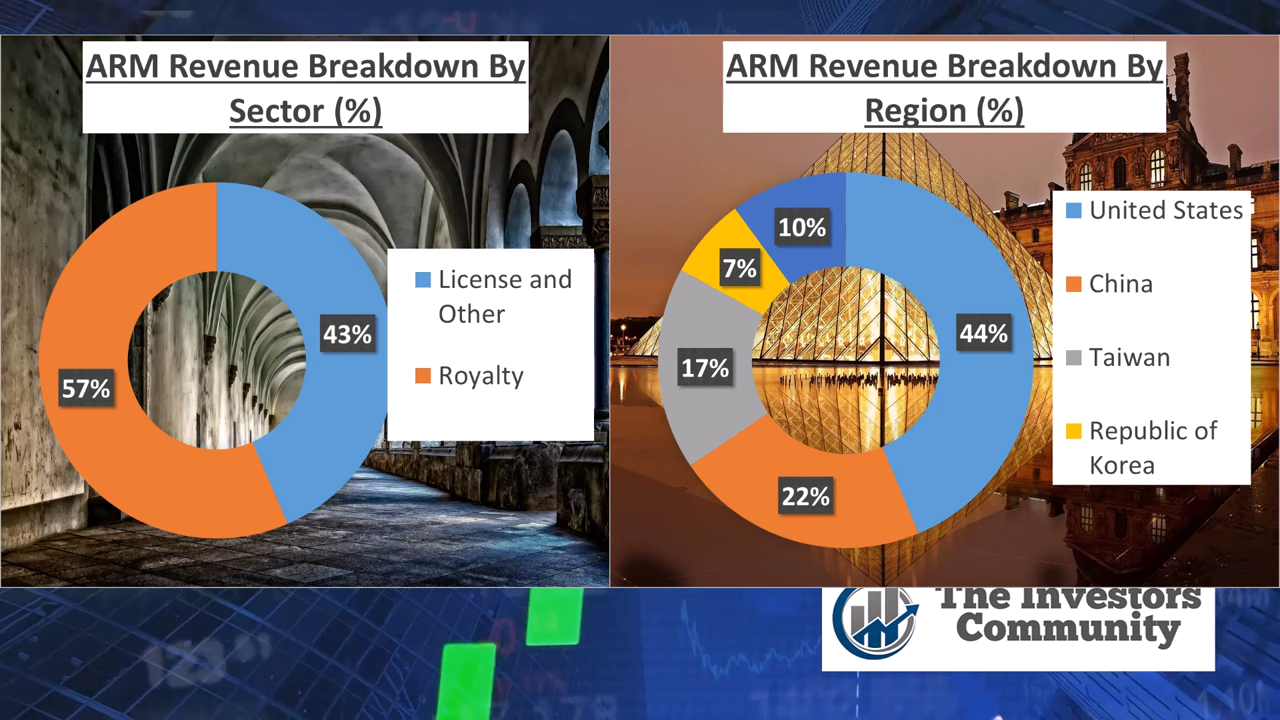 ARM Revenue Breakdown By
Sector (%)
43%
57%
License and
Other
Royalty
ARM Revenue Breakdown By
Region (%)
10%
7%
17%
22%
44%
United States
China
Taiwan
Republic of
Korea
The Investors
Community